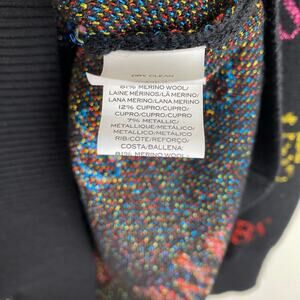 DRY CLEAN
81% MERINO WOOL/
LAINE MÉRINOS/LÃ MERINO/
LANA MERINO/LANA MERINO
12% CUPRO/CUPRO/
CUPRO/CUPRO/CUPRO
7% METALLIC/
MÉTALLIQUE/METÁLICO/
METALLICO/METÁLICO
RIB/CÔTE/REFORÇO/
COSTA/BALLENA:
81% MERINO WOOL/